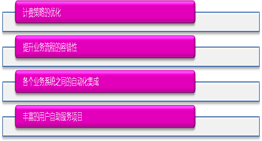 计费策略的优化
提升业务流程的容错性
各个业务系统之间的自动化集成
丰富的用户自助服务项目